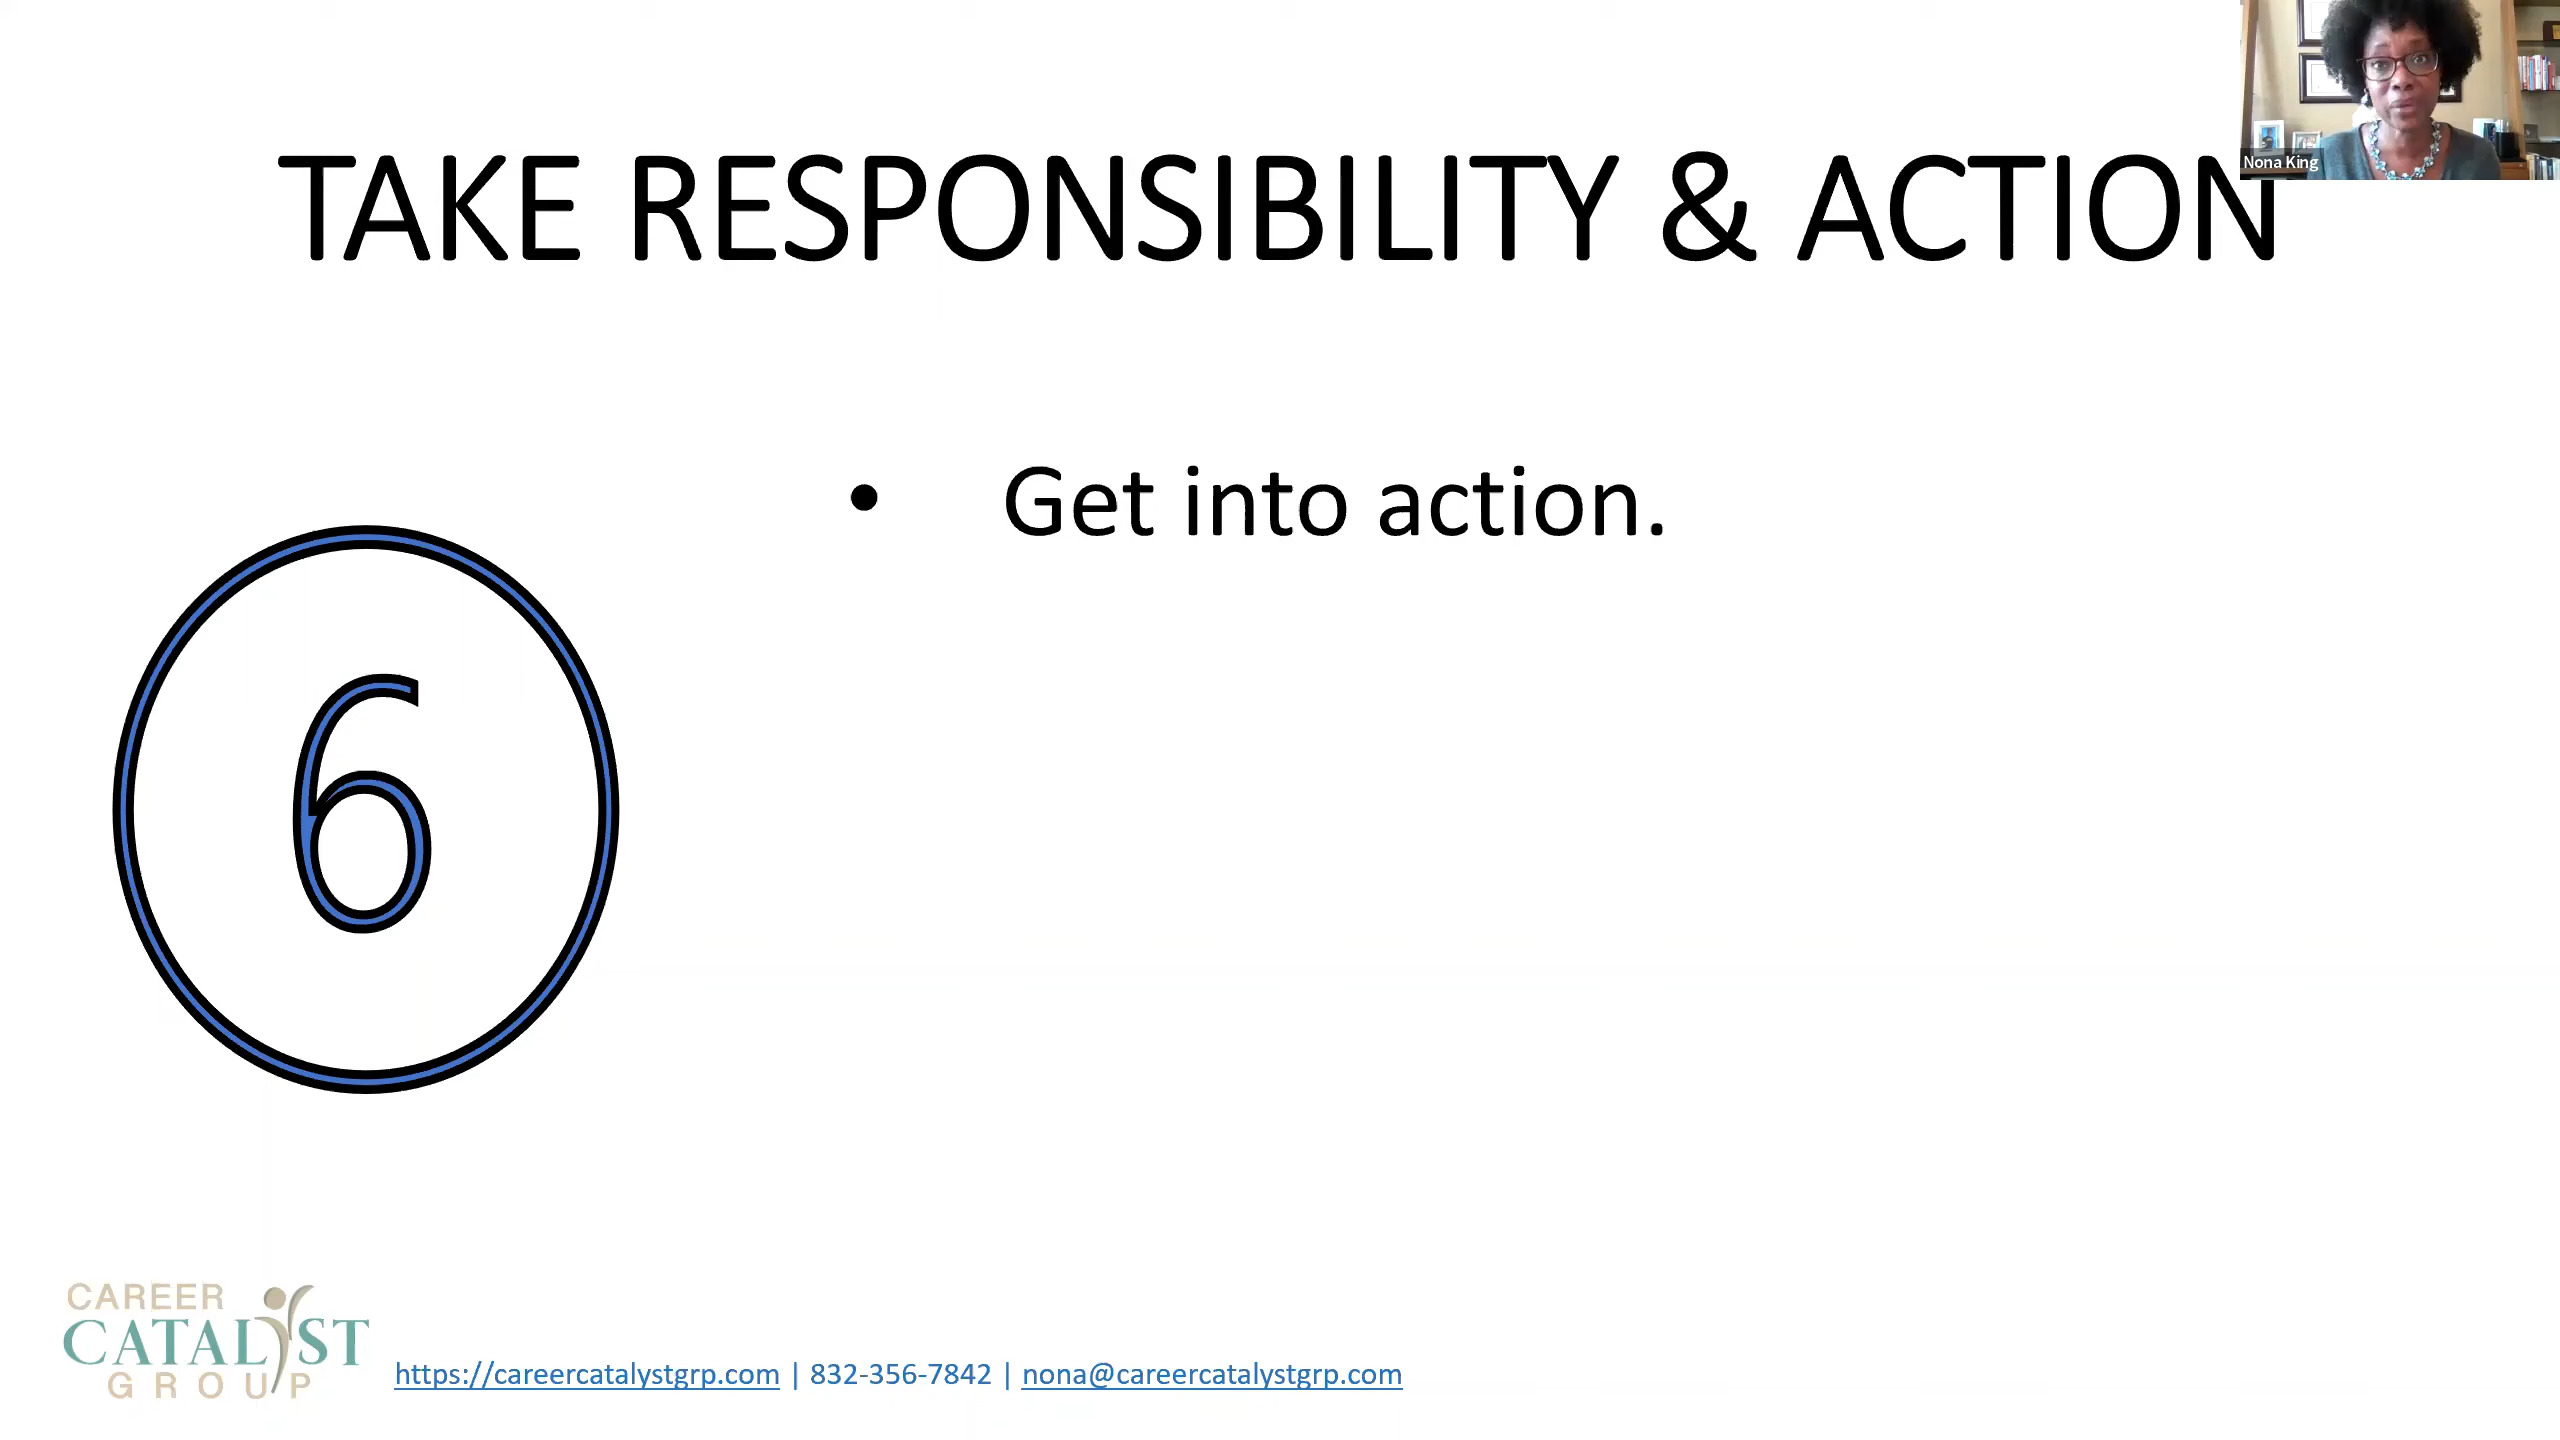 Nona King
TAKE RESPONSIBILITY & ACTION
• Get into action.
6
CAREER
CATALYST
GROUP
https://careercatalystgrp.com | 832-356-7842 | nona@careercatalystgrp.com